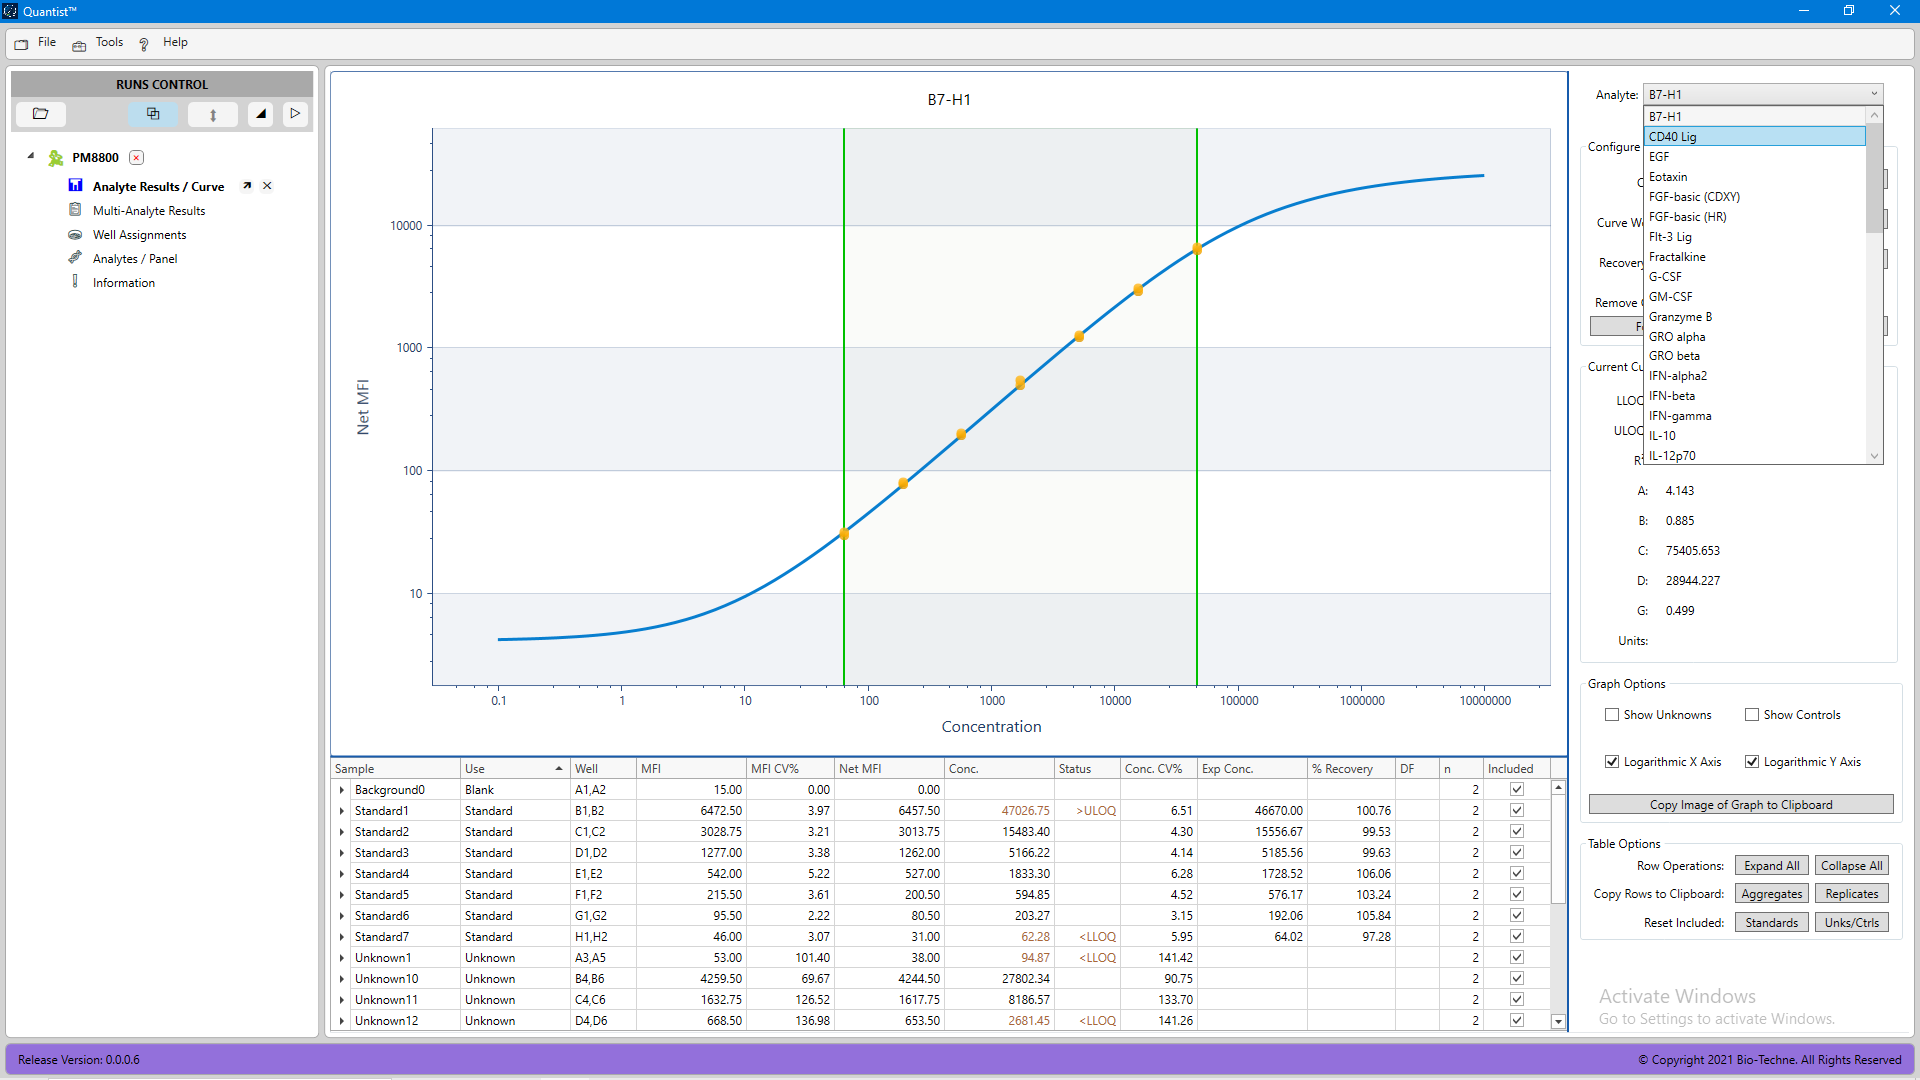 Quantist™
File Tools Help
RUNS CONTROL
PM8800
Analyte Results / Curve
Multi-Analyte Results
Well Assignments
Analytes / Panel
Information
B7-H1
Net MFI
10000
1000
100
10
0.1 1 10 100 1000 10000 100000 1000000 10000000
Concentration
Sample Use Well MFI MFI CV% Net MFI Conc. Status Conc. CV% Exp Conc. % Recovery DF n Included
Background0 Blank A1,A2 15.00 0.00 0.00 2
Standard1 Standard B1,B2 6472.50 3.97 6457.50 47026.75 >ULOQ 6.51 46670.00 100.76 2
Standard2 Standard C1,C2 3028.75 3.21 3013.75 15483.40 4.30 15556.67 99.53 2
Standard3 Standard D1,D2 1277.00 3.38 1262.00 5166.22 4.14 5185.56 99.63 2
Standard4 Standard E1,E2 542.00 5.22 527.00 1833.30 6.28 1728.52 106.06 2
Standard5 Standard F1,F2 215.50 3.61 200.50 594.85 4.52 576.17 103.24 2
Standard6 Standard G1,G2 95.50 2.22 80.50 203.27 3.15 192.06 105.84 2
Standard7 Standard H1,H2 46.00 3.07 31.00 62.28 <LLOQ 5.95 64.02 97.28 2
Unknown1 Unknown A3,A5 53.00 101.40 38.00 94.87 <LLOQ 141.42 2
Unknown10 Unknown B4,B6 4259.50 69.67 4244.50 27802.34 90.75 2
Unknown11 Unknown C4,C6 1632.75 126.52 1617.75 8186.57 133.70 2
Unknown12 Unknown D4,D6 668.50 136.98 653.50 2681.45 <LLOQ 141.26 2
Analyte: B7-H1
B7-H1
CD40 Lig
EGF
Eotaxin
FGF-basic (CDXY)
FGF-basic (HR)
Flt-3 Lig
Fractalkine
G-CSF
GM-CSF
Granzyme B
GRO alpha
GRO beta
IFN-alpha2
IFN-beta
IFN-gamma
IL-10
IL-12p70
Configure
Curve
Recovery
Remove
Current
LLOQ
ULOQ
A: 4.143
B: 0.885
C: 75405.653
D: 28944.227
G: 0.499
Units:
Graph Options
Show Unknowns Show Controls
Logarithmic X Axis Logarithmic Y Axis
Copy Image of Graph to Clipboard
Table Options
Row Operations: Expand All Collapse All
Copy Rows to Clipboard: Aggregates Replicates
Reset Included: Standards Unks/Ctrls
Activate Windows
Go to Settings to activate Windows.
Release Version: 0.0.0.6
© Copyright 2021 Bio-Techne. All Rights Reserved